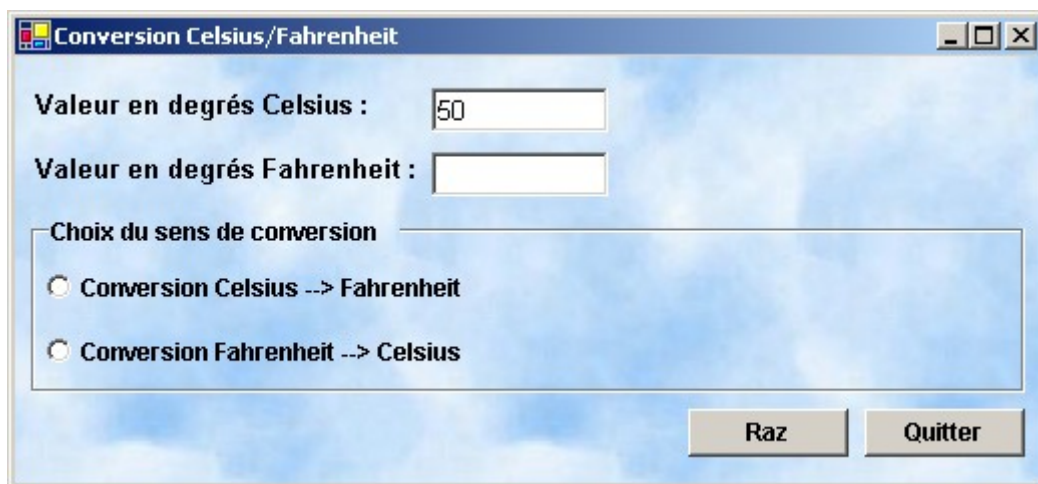 Conversion Celsius/Fahrenheit
Valeur en degrés Celsius :
50
Valeur en degrés Fahrenheit :
Choix du sens de conversion
Conversion Celsius --> Fahrenheit
Conversion Fahrenheit --> Celsius
Raz
Quitter